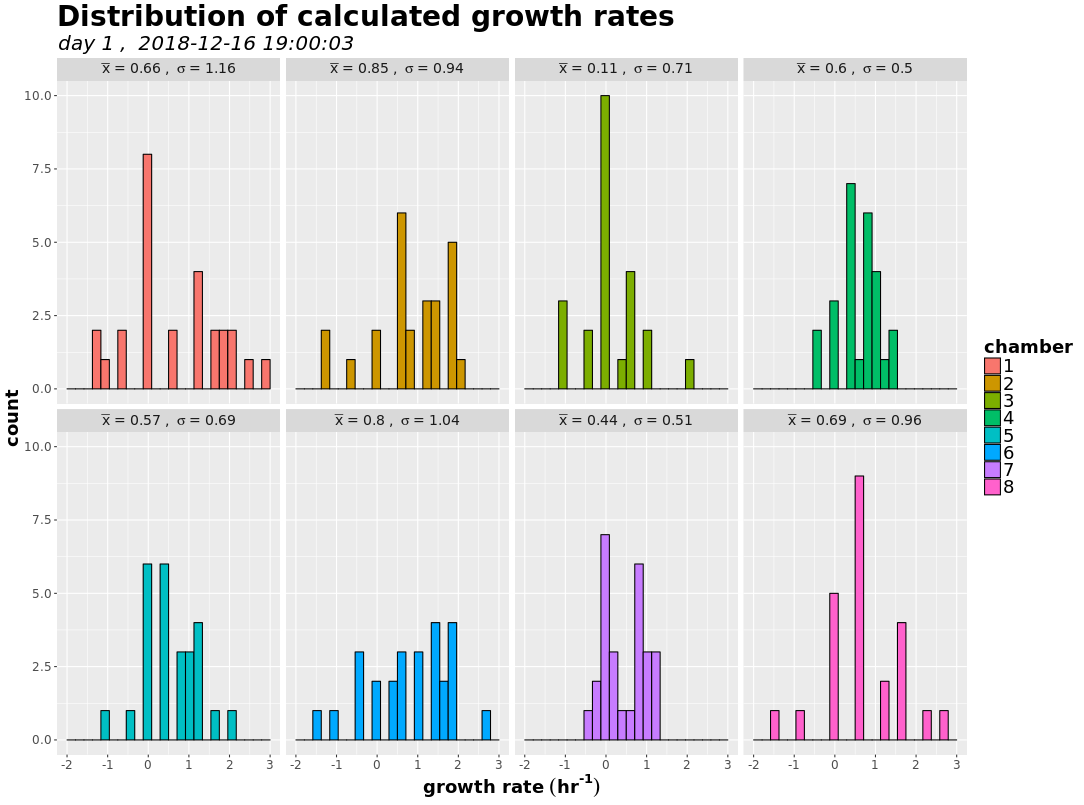 Distribution of calculated growth rates
day 1 ,  2018-12-16 19:00:03
x̅ = 0.66 ,  σ = 1.16
x̅ = 0.85 ,  σ = 0.94
x̅ = 0.11 ,  σ = 0.71
x̅ = 0.6 ,  σ = 0.5
10.0
7.5
5.0
2.5
0.0
x̅ = 0.57 ,  σ = 0.69
x̅ = 0.8 ,  σ = 1.04
x̅ = 0.44 ,  σ = 0.51
x̅ = 0.69 ,  σ = 0.96
10.0
7.5
5.0
2.5
0.0
-2 -1 0 1 2 3
-2 -1 0 1 2 3
-2 -1 0 1 2 3
-2 -1 0 1 2 3
count
growth rate (hr⁻¹)
chamber
1
2
3
4
5
6
7
8